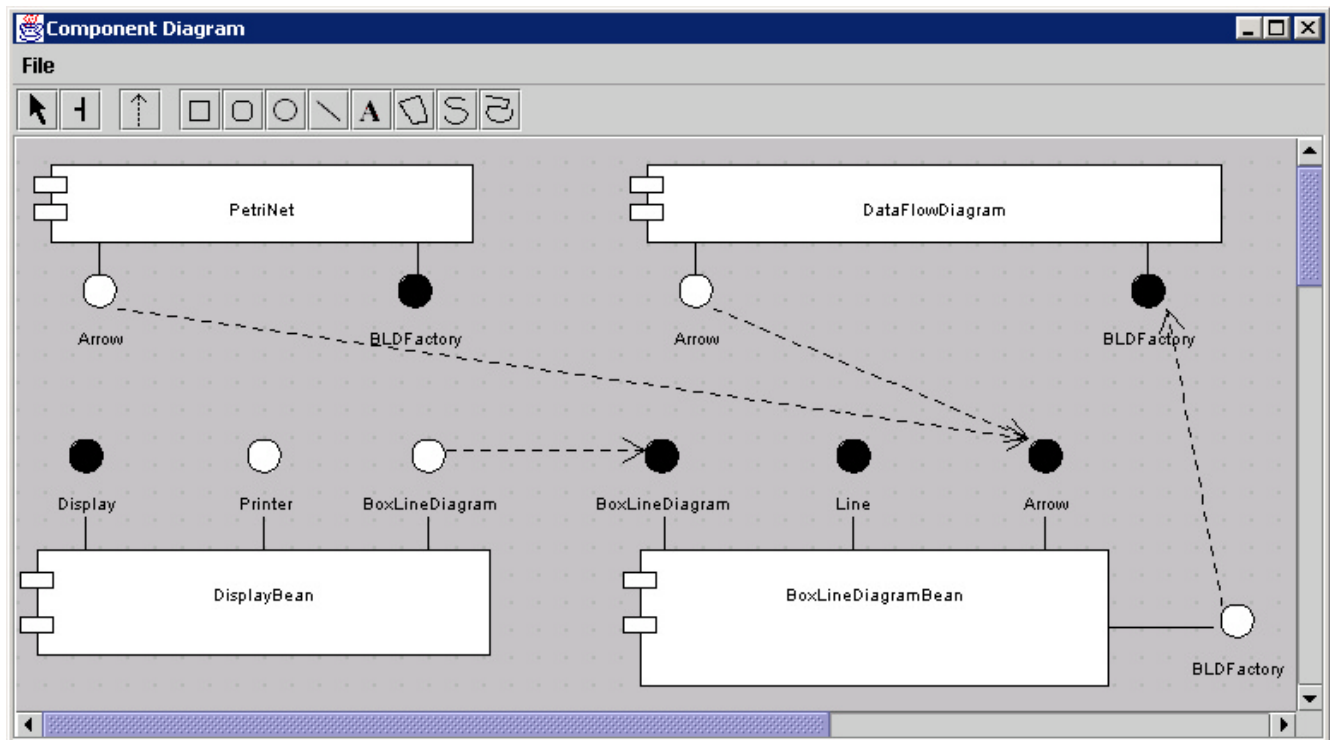 Component Diagram
File
A
PetriNet
DataFlowDiagram
Arrow
BLDFactory
Arrow
BLDFactory
Display
Printer
BoxLineDiagram
BoxLineDiagram
Line
Arrow
DisplayBean
BoxLineDiagramBean
BLDFactory